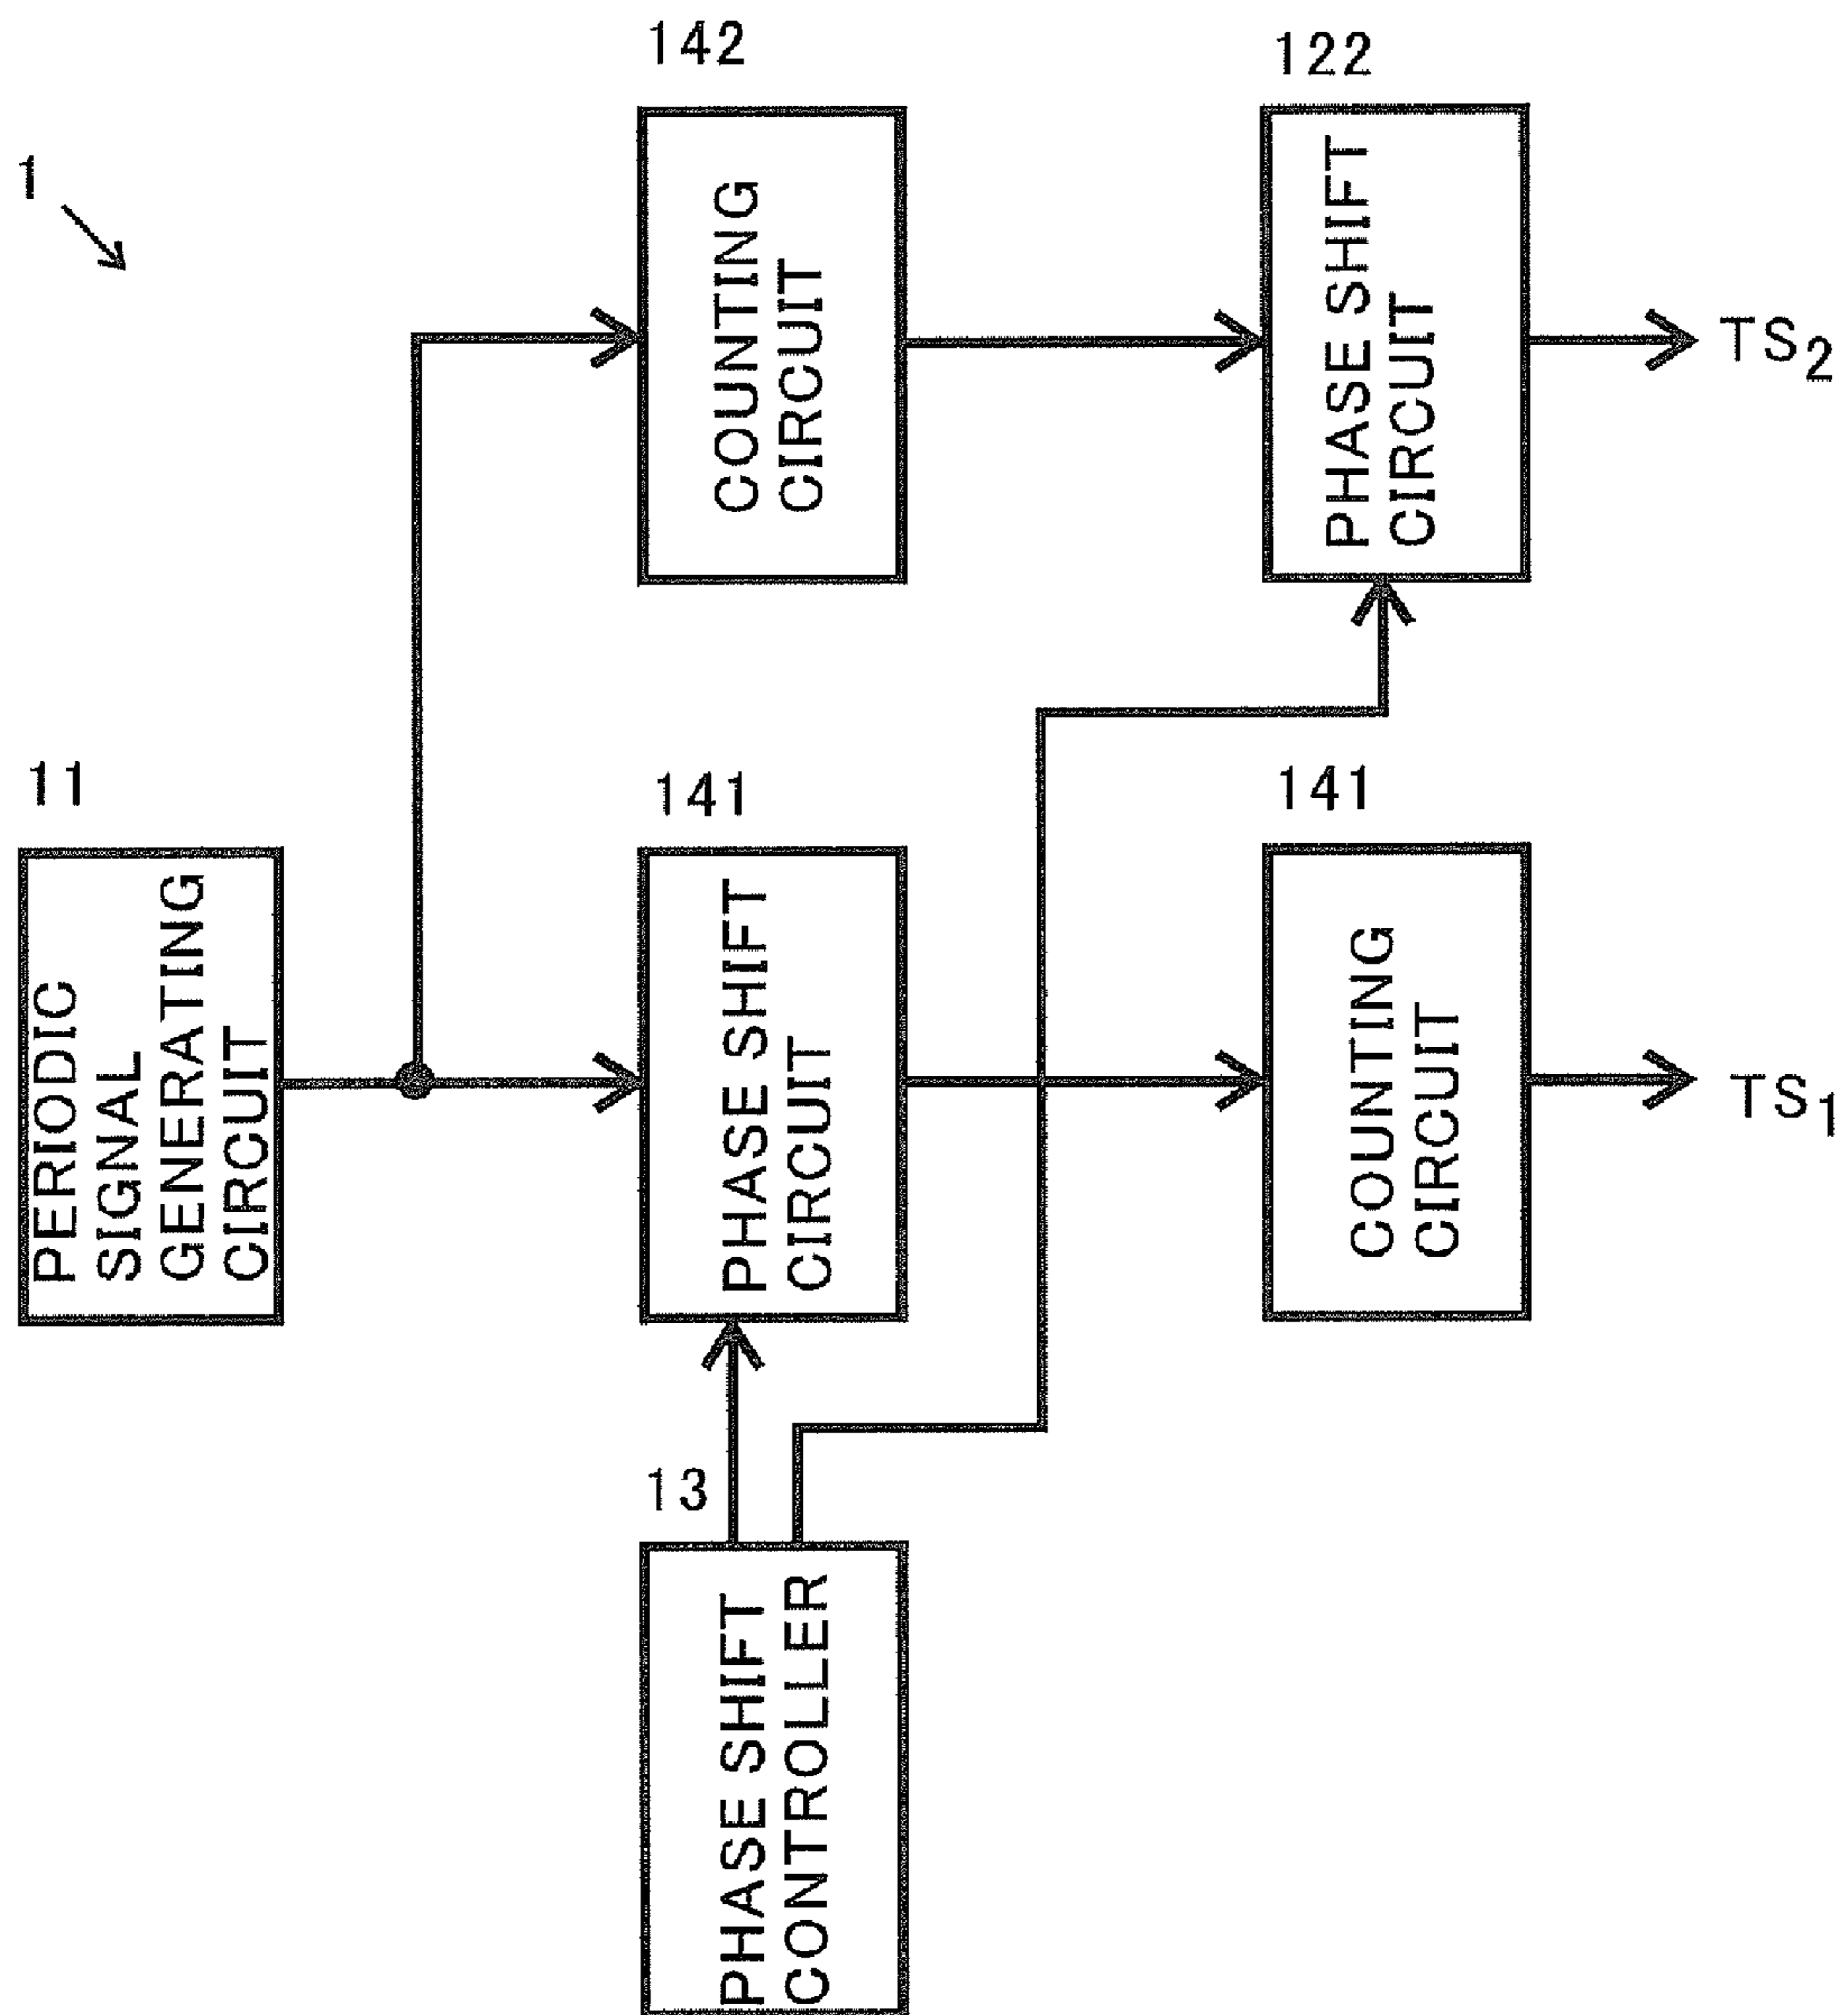 1
142
COUNTING
CIRCUIT
122
PHASE SHIFT
CIRCUIT
TS2
11
PERIODIC
SIGNAL
GENERATING
CIRCUIT
141
PHASE SHIFT
CIRCUIT
141
COUNTING
CIRCUIT
TS1
13
PHASE SHIFT
CONTROLLER